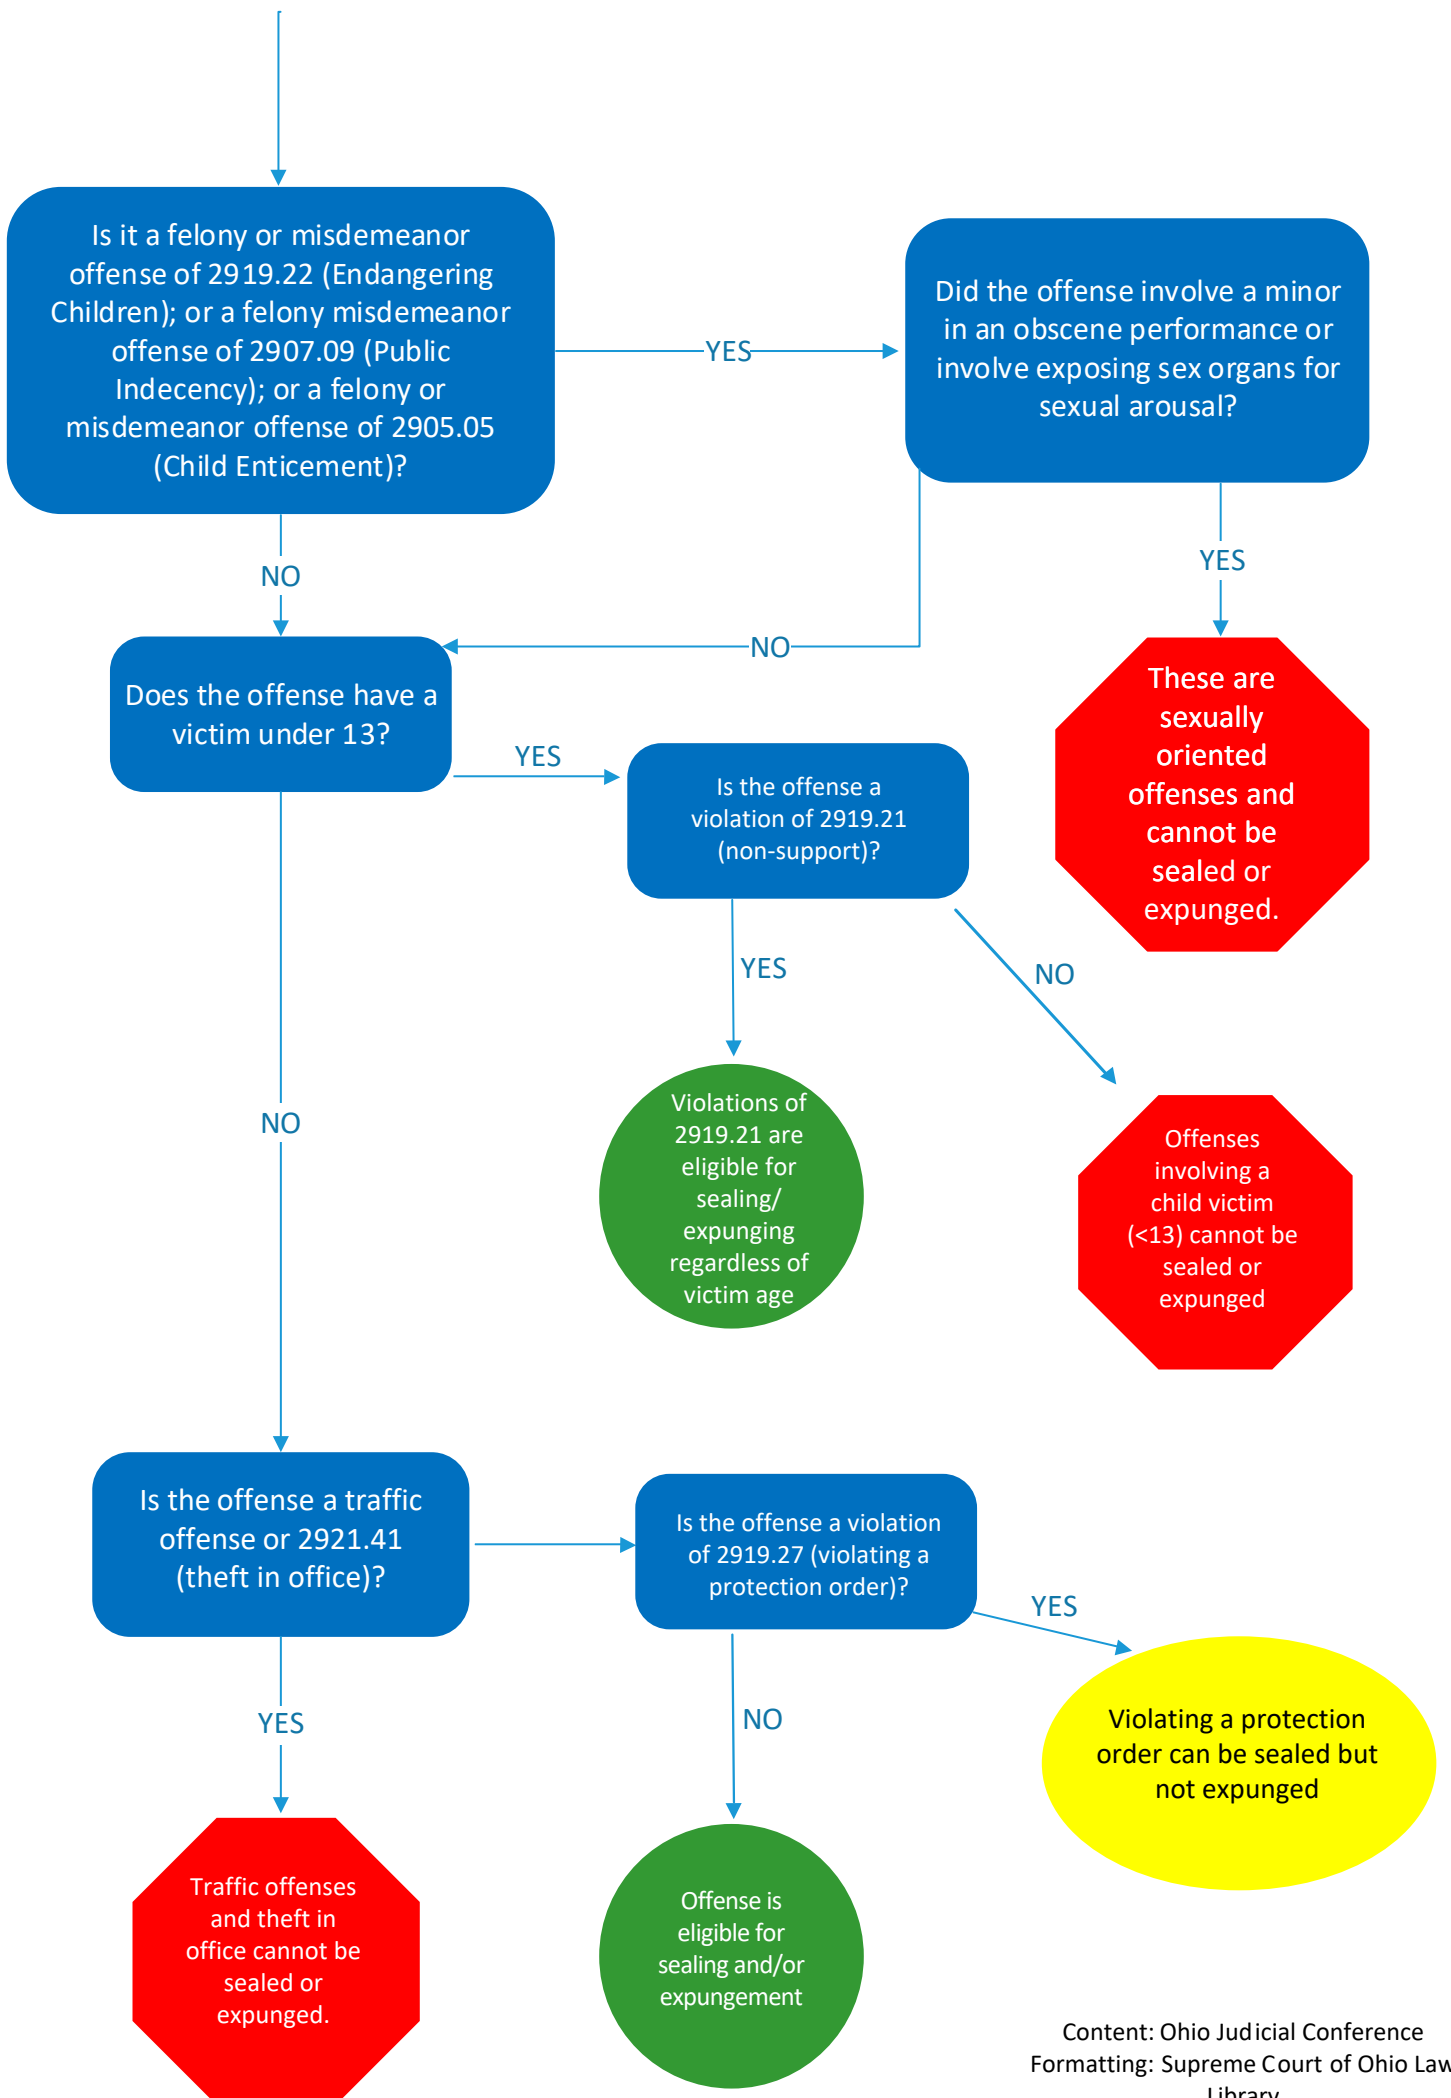 Is it a felony or misdemeanor
offense of 2919.22 (Endangering
Children); or a felony misdemeanor
offense of 2907.09 (Public
Indecency); or a felony or
misdemeanor offense of 2905.05
(Child Enticement)?
YES
Did the offense involve a minor
in an obscene performance or
involve exposing sex organs for
sexual arousal?
NO
YES
NO
Does the offense have a
victim under 13?
YES
These are
sexually
oriented
offenses and
cannot be
sealed or
expunged.
Is the offense a
violation of 2919.21
(non-support)?
YES
NO
NO
Violations of
2919.21 are
eligible for
sealing/
expunging
regardless of
victim age
Offenses
involving a
child victim
(<13) cannot be
sealed or
expunged
Is the offense a traffic
offense or 2921.41
(theft in office)?
Is the offense a violation
of 2919.27 (violating a
protection order)?
YES
YES
NO
Violating a protection
order can be sealed but
not expunged
Traffic offenses
and theft in
office cannot be
sealed or
expunged.
Offense is
eligible for
sealing and/or
expungement
Content: Ohio Judicial Conference
Formatting: Supreme Court of Ohio Law
Library